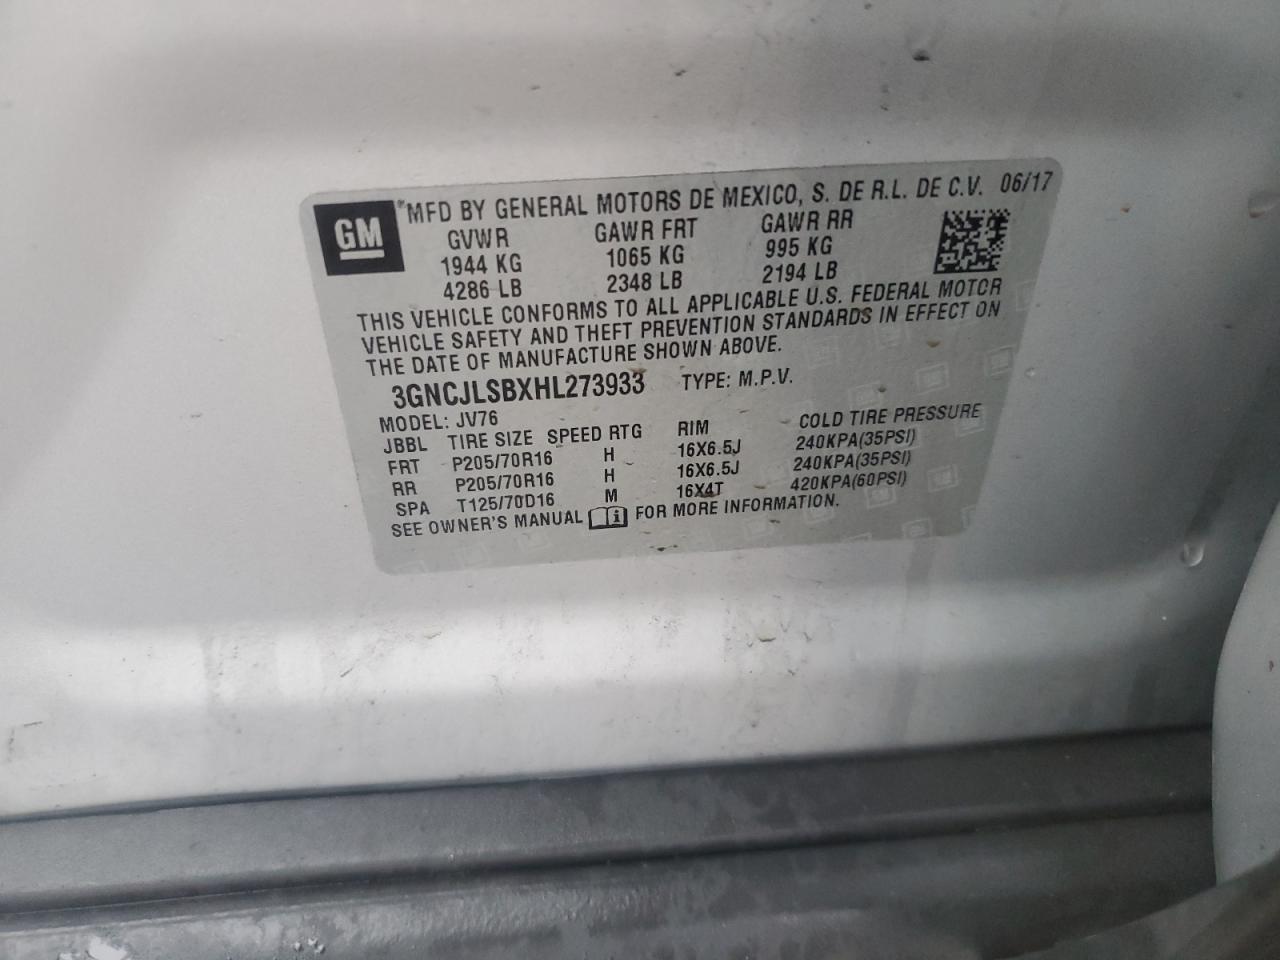 GM
*MFD BY GENERAL MOTORS DE MEXICO, S. DE R.L. DE C.V. 06/17
GVWR GAWR FRT GAWR RR
1944 KG 1065 KG 995 KG
4286 LB 2348 LB 2194 LB
THIS VEHICLE CONFORMS TO ALL APPLICABLE U.S. FEDERAL MOTOR
VEHICLE SAFETY AND THEFT PREVENTION STANDARDS IN EFFECT ON
THE DATE OF MANUFACTURE SHOWN ABOVE.
3GNCJLSBXHL273933 TYPE: M.P.V.
MODEL: JV76
JBBL TIRE SIZE SPEED RTG RIM COLD TIRE PRESSURE
FRT P205/70R16 H 16X6.5J 240KPA(35PSI)
RR P205/70R16 H 16X6.5J 240KPA(35PSI)
SPA T125/70D16 M 16X4T 420KPA(60PSI)
SEE OWNER'S MANUAL i FOR MORE INFORMATION.